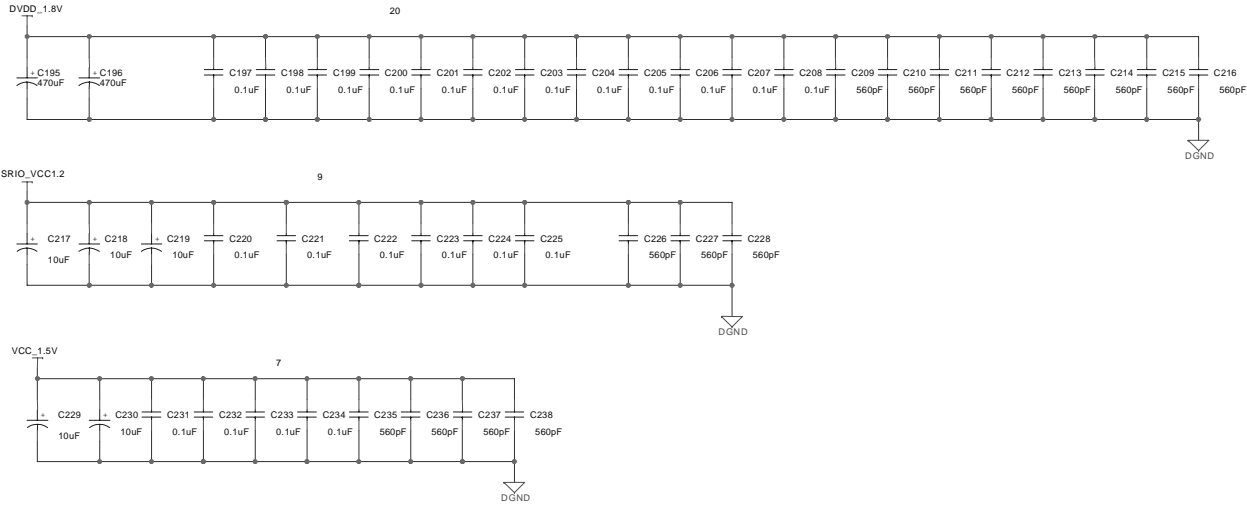 DVDD_1.8V
20
+ C195 + C196 C197 C198 C199 C200 C201 C202 C203 C204 C205 C206 C207 C208 C209 C210 C211 C212 C213 C214 C215 C216
470uF 470uF 0.1uF 0.1uF 0.1uF 0.1uF 0.1uF 0.1uF 0.1uF 0.1uF 0.1uF 0.1uF 0.1uF 0.1uF 560pF 560pF 560pF 560pF 560pF 560pF 560pF 560pF
DGND
SRIO_VCC1.2
9
+ C217 + C218 + C219 C220 C221 C222 C223 C224 C225 C226 C227 C228
10uF 10uF 10uF 0.1uF 0.1uF 0.1uF 0.1uF 0.1uF 0.1uF 560pF 560pF 560pF
DGND
VCC_1.5V
7
+ C229 + C230 C231 C232 C233 C234 C235 C236 C237 C238
10uF 10uF 0.1uF 0.1uF 0.1uF 0.1uF 560pF 560pF 560pF 560pF
DGND